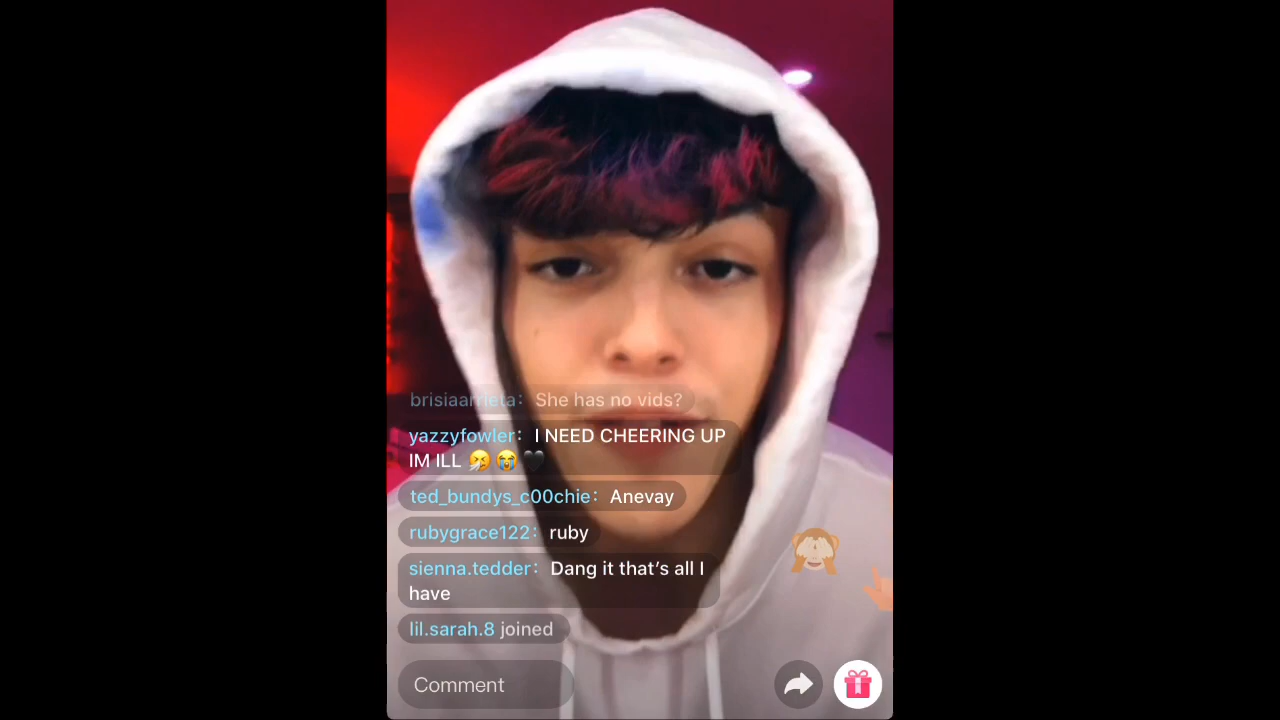 brisiaarrieta: She has no vids?
yazzyfowler: I NEED CHEERING UP
IM ILL 🤧😭🖤
ted_bundys_c00chie: Anevay
rubygrace122: ruby
sienna.tedder: Dang it that’s all I
have
lil.sarah.8 joined
Comment